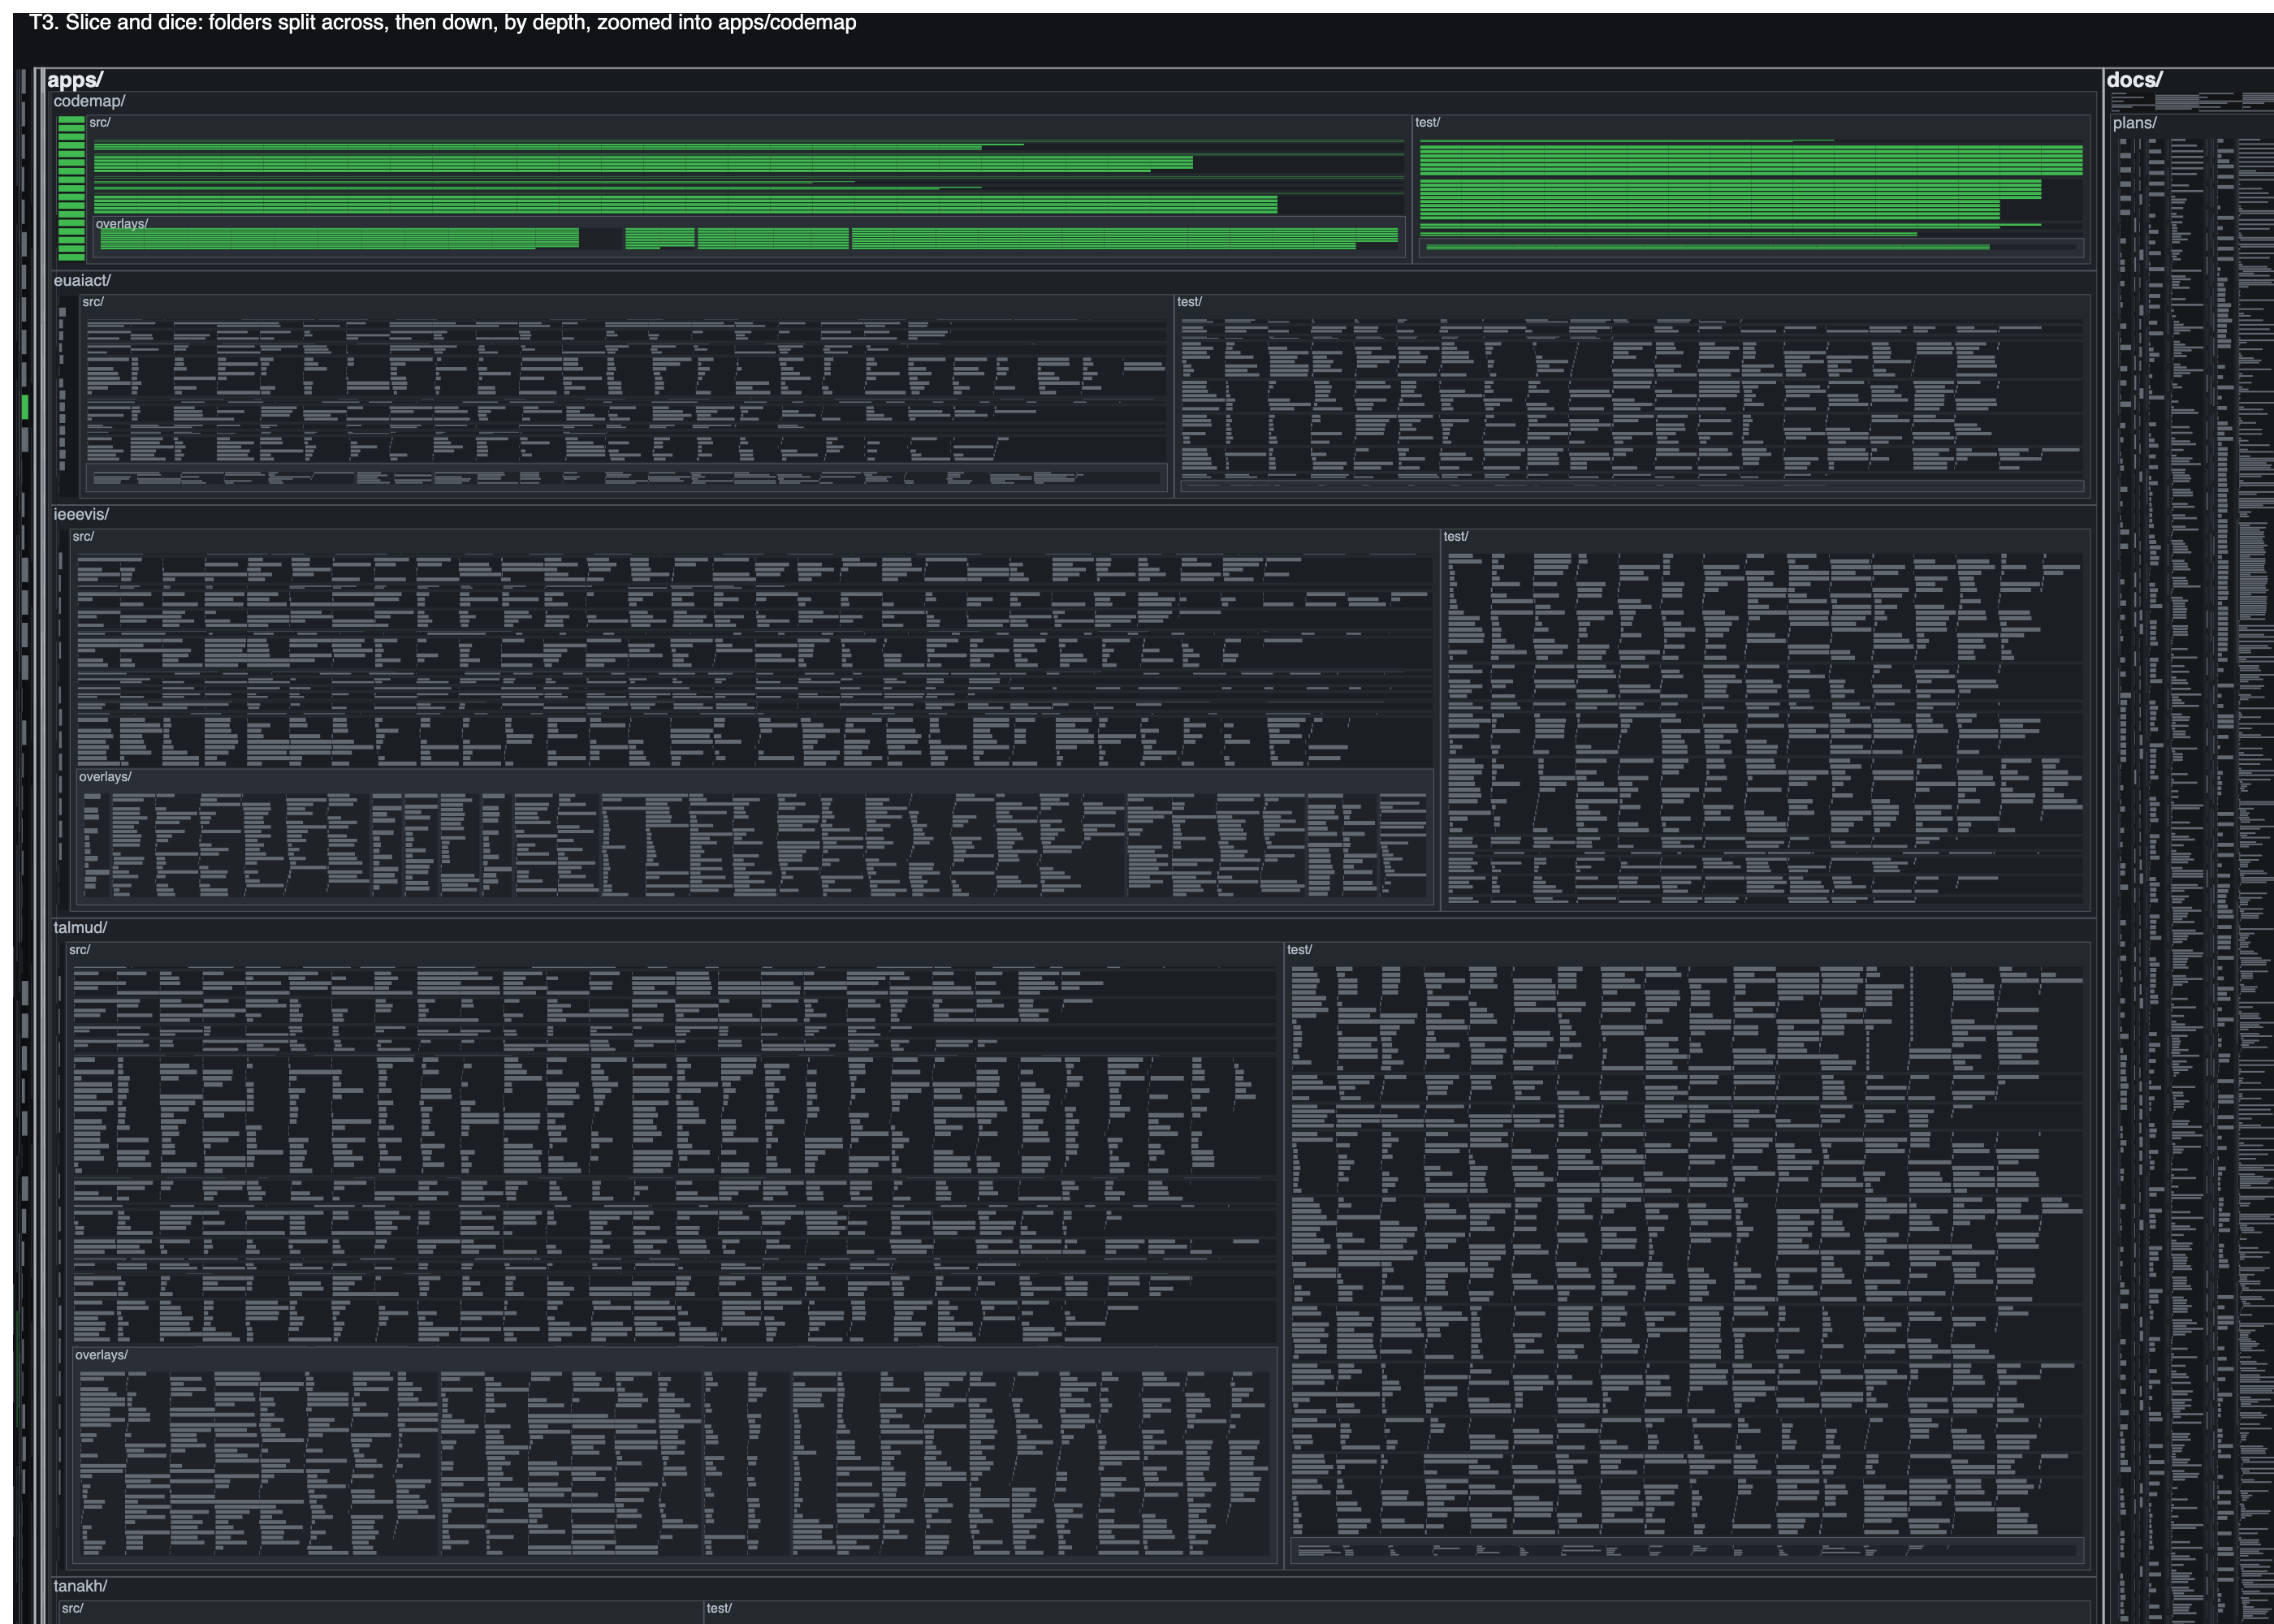 T3. Slice and dice: folders split across, then down, by depth, zoomed into apps/codemap
apps/
docs/
codemap/
src/
test/
plans/
overlays/
euaiact/
src/
test/
ieeevis/
src/
test/
overlays/
talmud/
src/
test/
overlays/
tanakh/
src/
test/